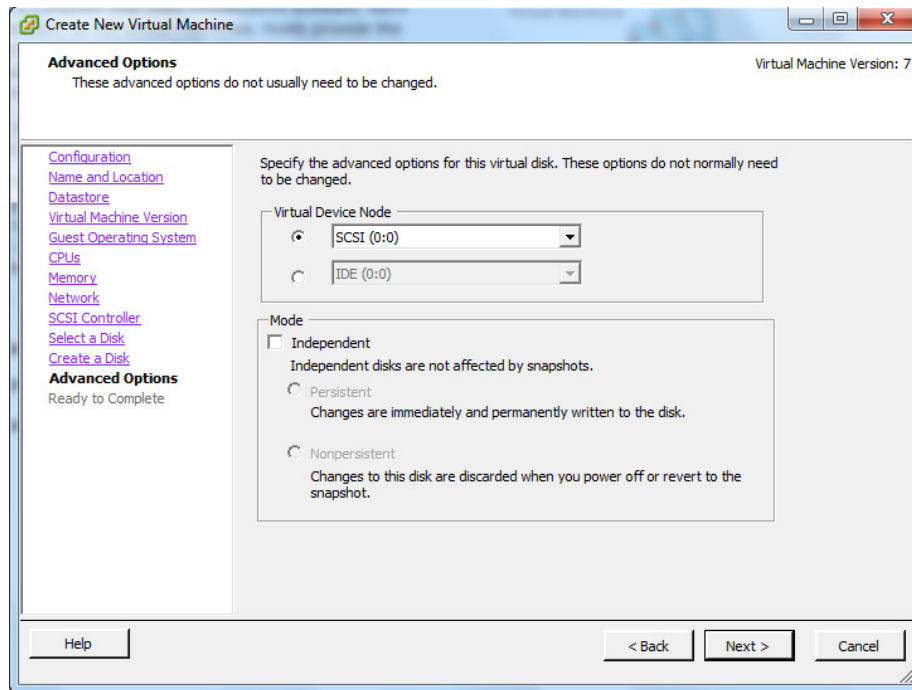 Create New Virtual Machine
Advanced Options
These advanced options do not usually need to be changed.
Virtual Machine Version: 7
Configuration
Name and Location
Datastore
Virtual Machine Version
Guest Operating System
CPUs
Memory
Network
SCSI Controller
Select a Disk
Create a Disk
Advanced Options
Ready to Complete
Specify the advanced options for this virtual disk. These options do not normally need
to be changed.
Virtual Device Node
SCSI (0:0)
IDE (0:0)
Mode
Independent
Independent disks are not affected by snapshots.
Persistent
Changes are immediately and permanently written to the disk.
Nonpersistent
Changes to this disk are discarded when you power off or revert to the
snapshot.
Help
< Back
Next >
Cancel